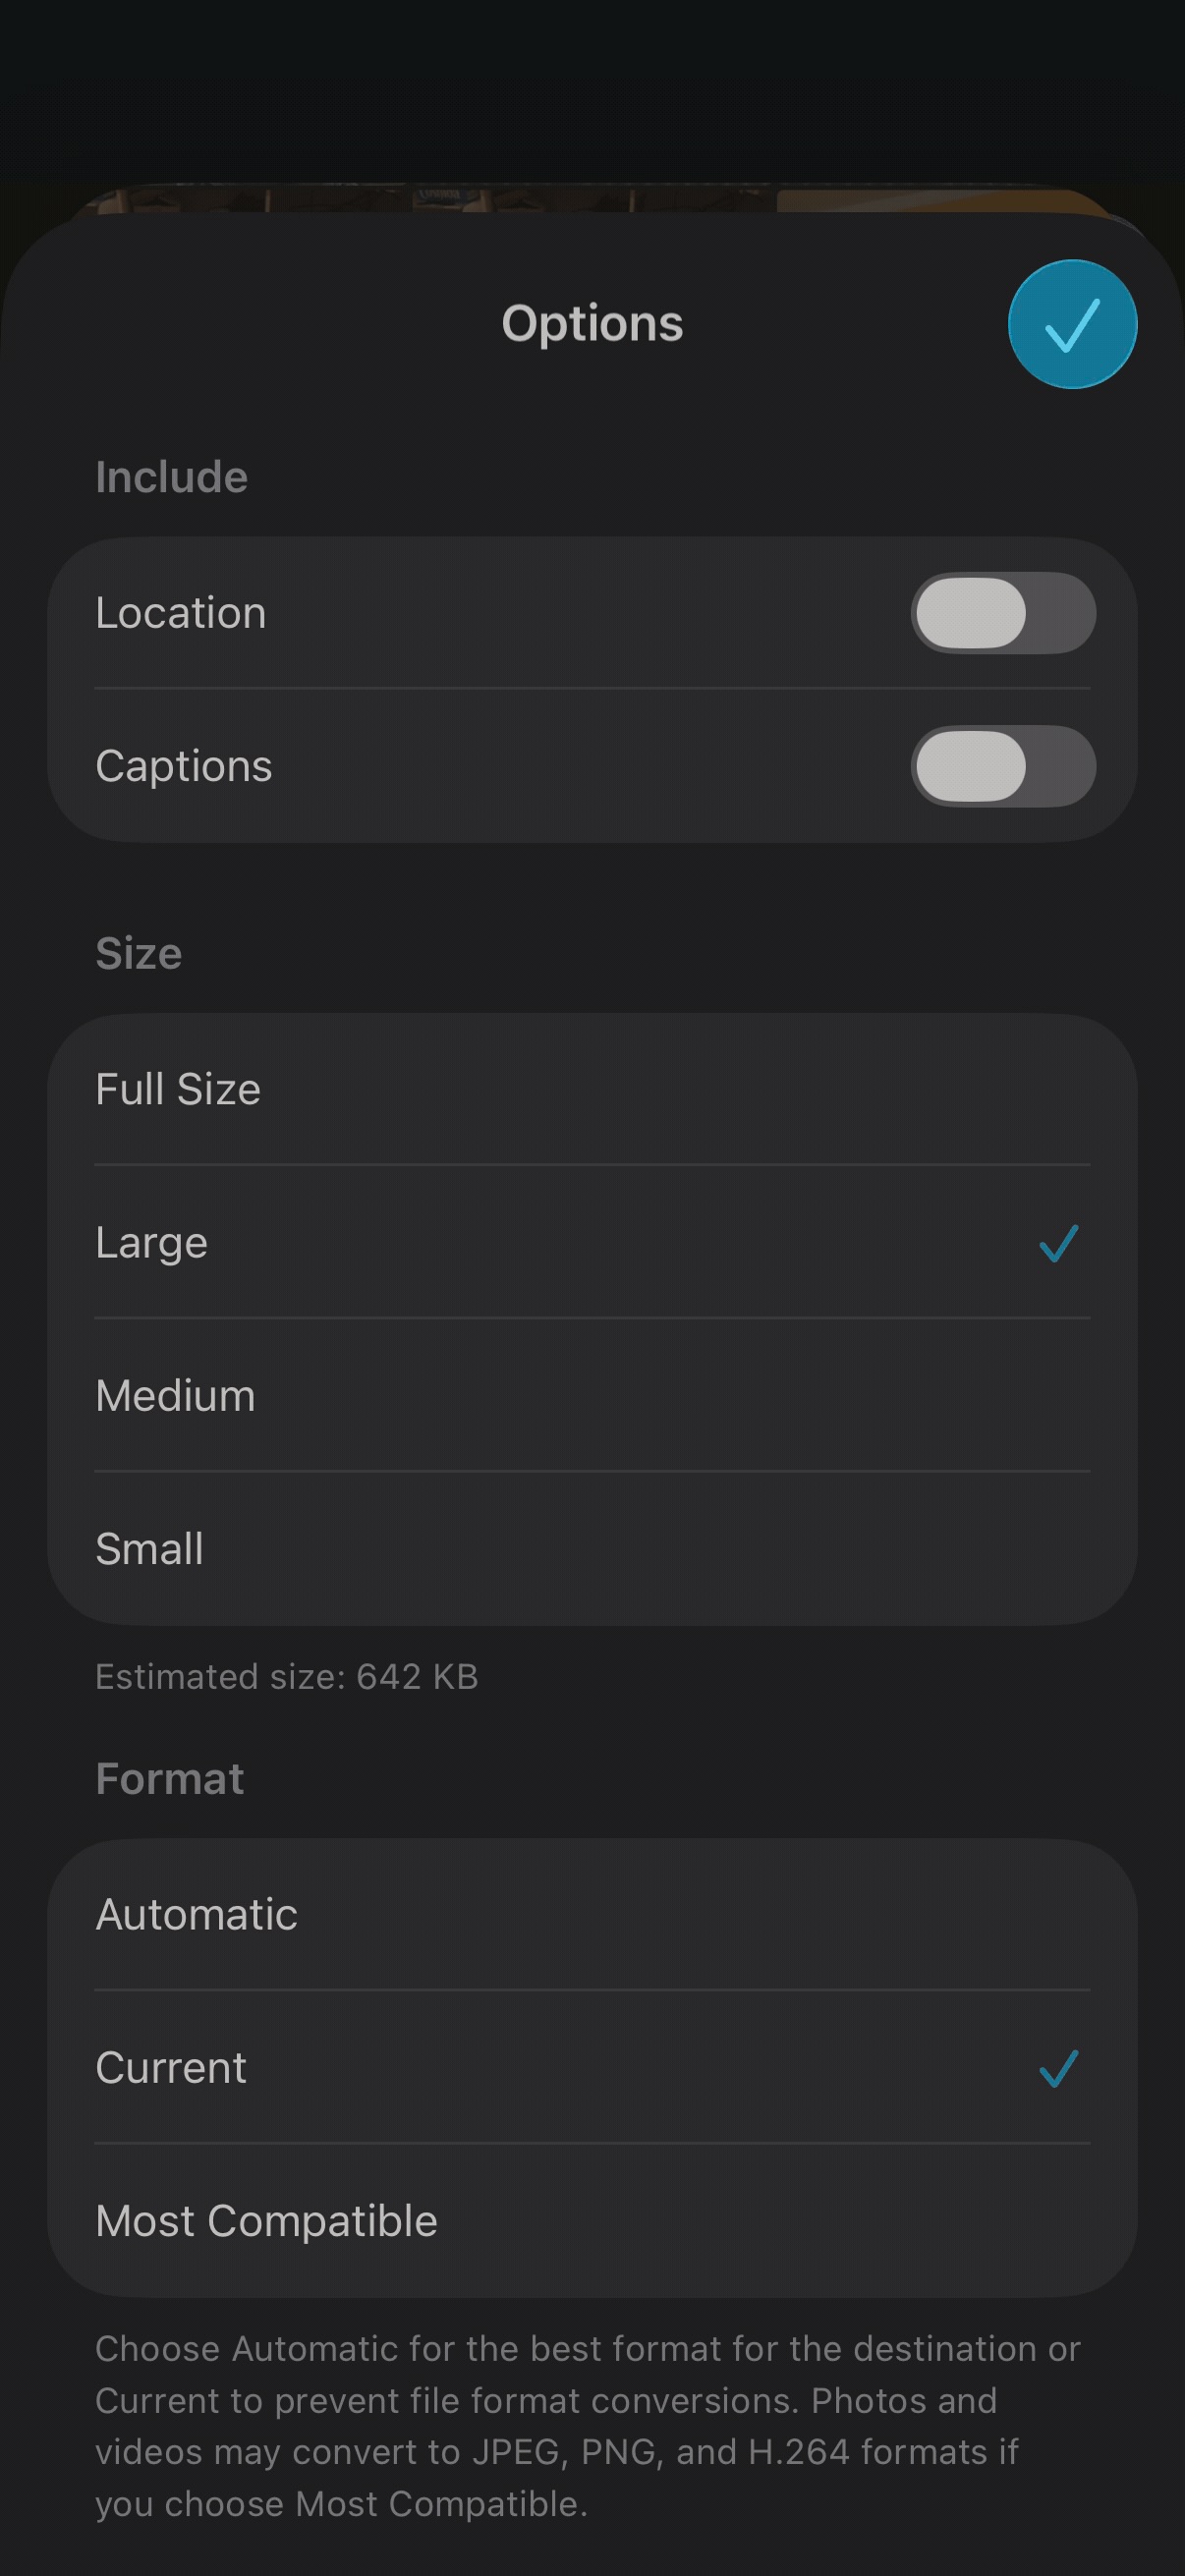 Options
Include
Location
Captions
Size
Full Size
Large
Medium
Small
Estimated size: 642 KB
Format
Automatic
Current
Most Compatible
Choose Automatic for the best format for the destination or
Current to prevent file format conversions. Photos and
videos may convert to JPEG, PNG, and H.264 formats if
you choose Most Compatible.